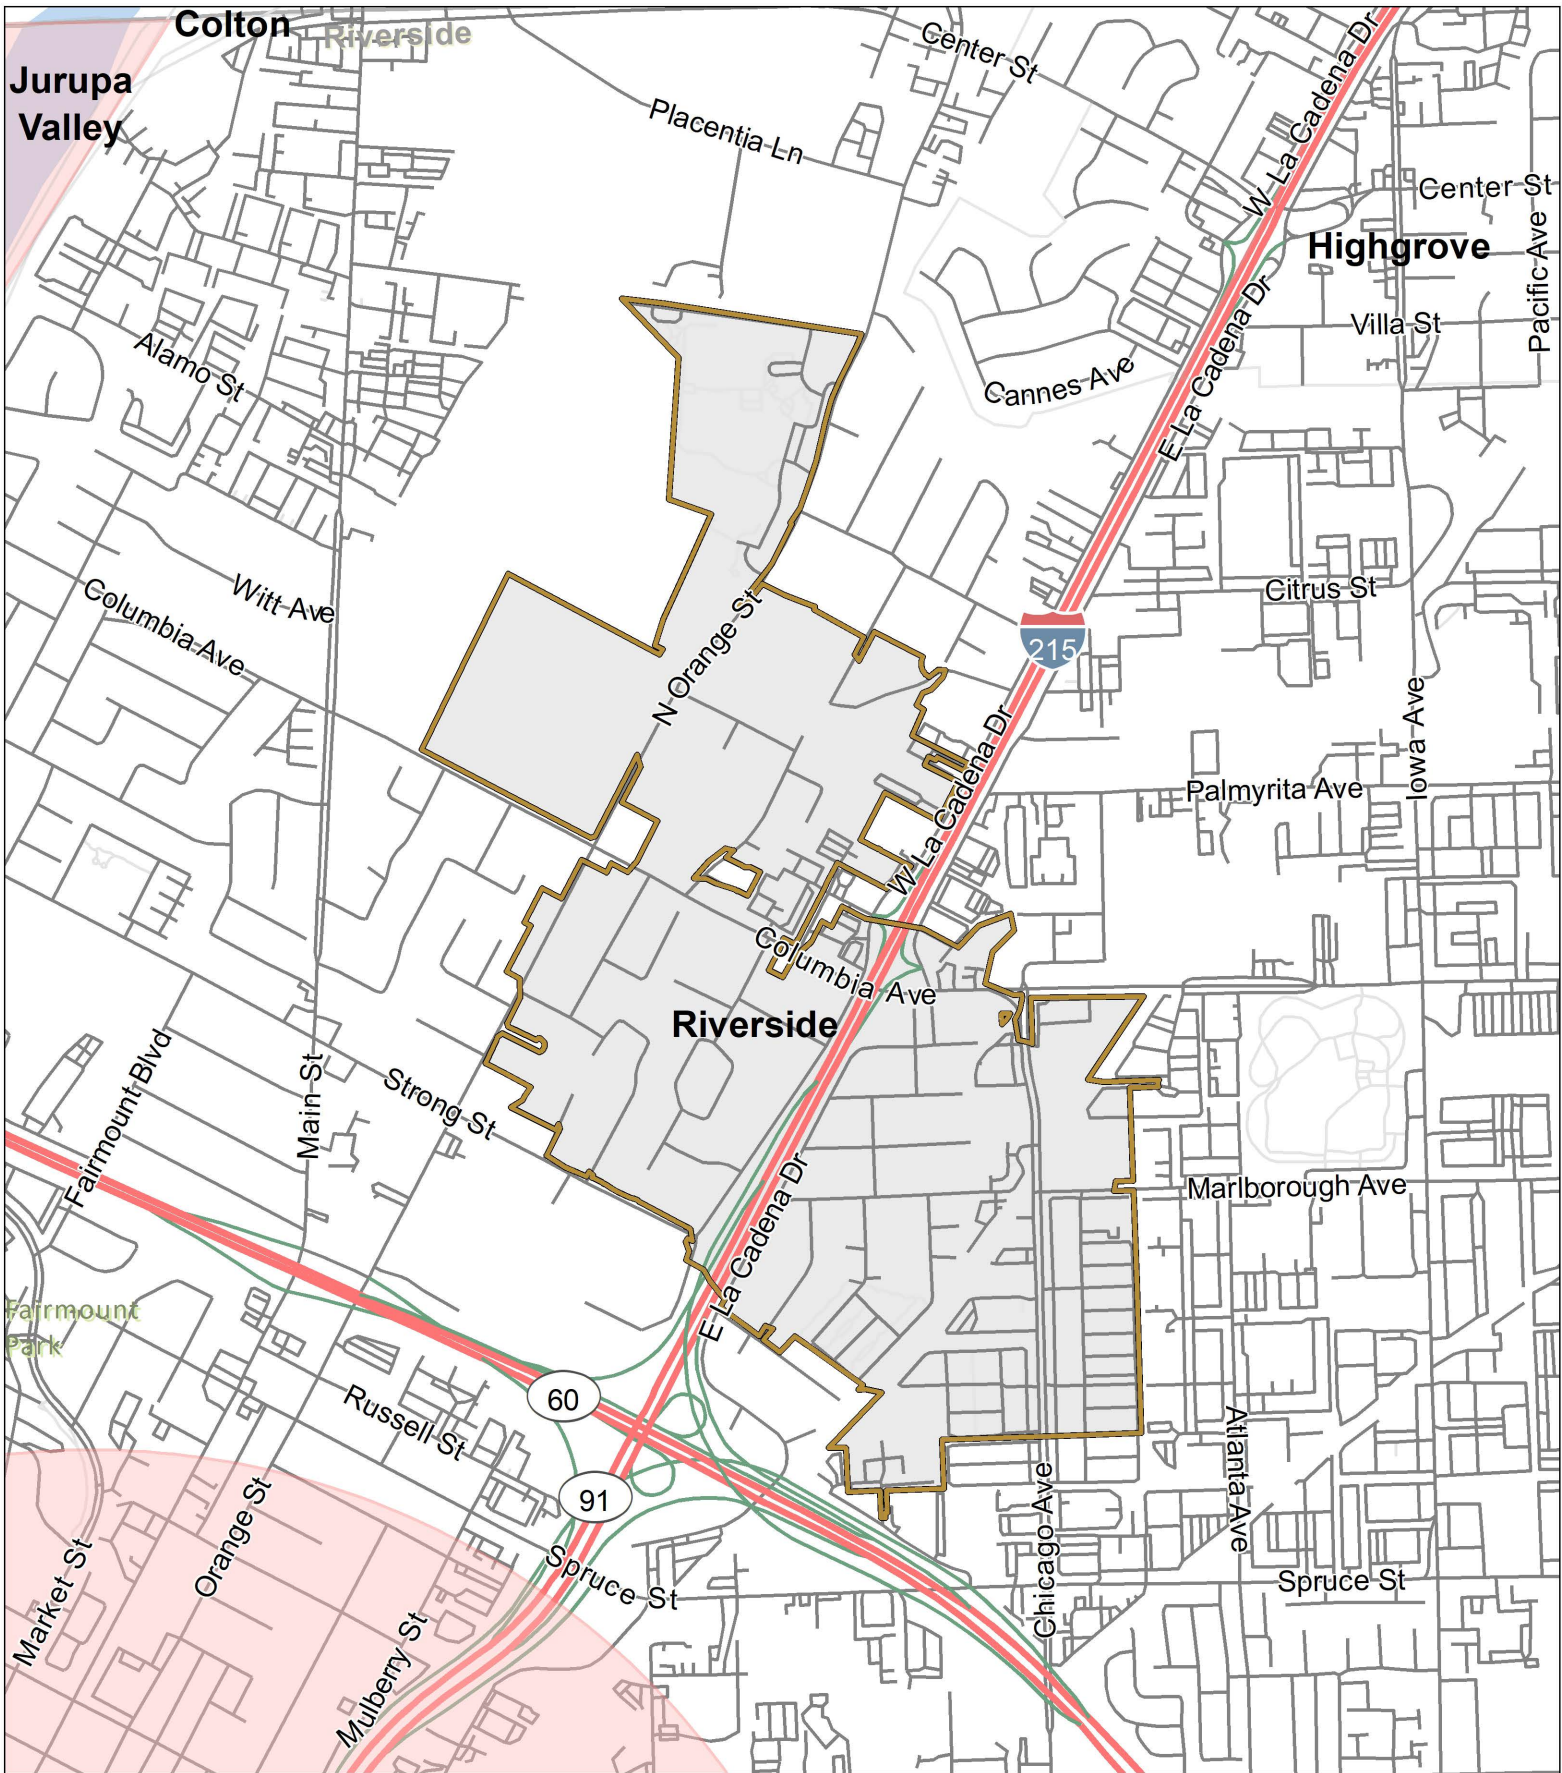 Colton
Riverside
Center St
Jurupa
Valley
Placentia Ln
W La Cadena Dr
Center St
Highgrove
Pacific Ave
E La Cadena Dr
Villa St
Alamo St
Cannes Ave
Witt Ave
Columbia Ave
Citrus St
215
N Orange St
Iowa Ave
W La Cadena Dr
Palmyrita Ave
Columbia Ave
Riverside
Fairmount Blvd
Main St
Strong St
Marlborough Ave
E La Cadena Dr
Fairmount
Park
60
Russell St
Atlanta Ave
91
Orange St
Chicago Ave
Market St
Spruce St
Spruce St
Mulberry St